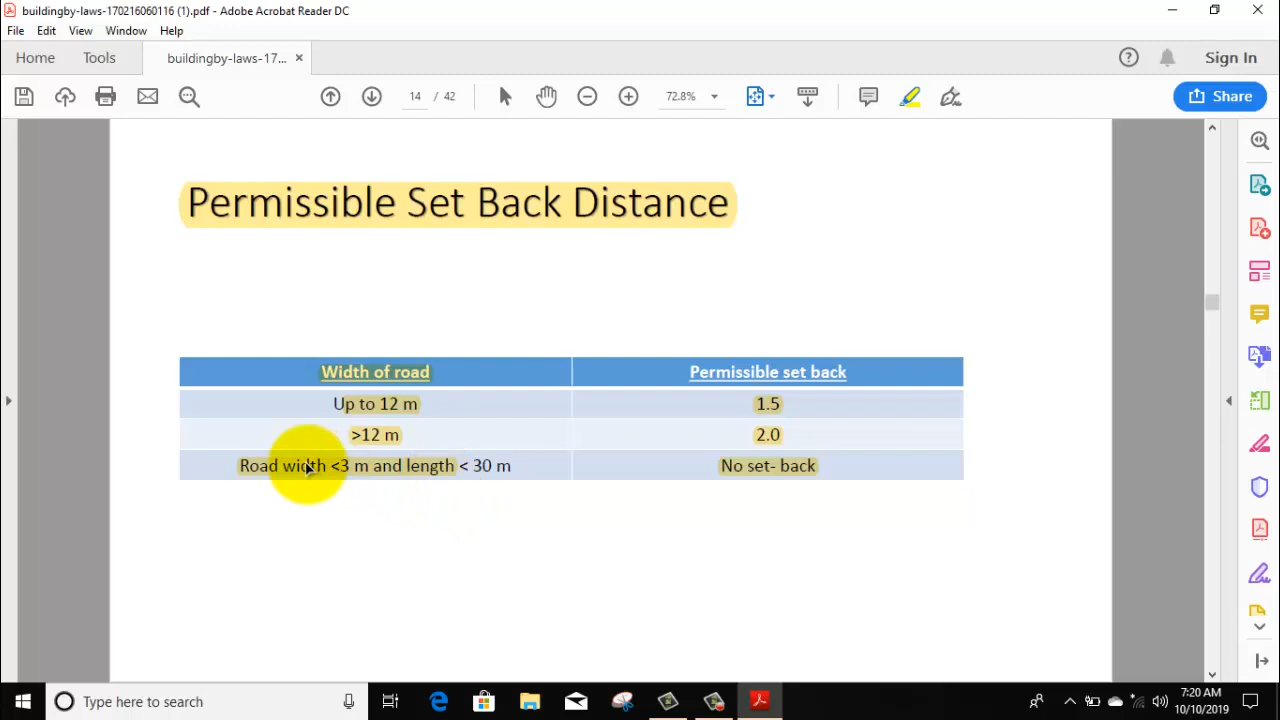 buildingby-laws-170216060116 (1).pdf - Adobe Acrobat Reader DC
File Edit View Window Help
Home Tools buildingby-laws-17... × Sign In
14 / 42 72.8% Share
Permissible Set Back Distance
Width of road Permissible set back
Up to 12 m 1.5
>12 m 2.0
Road width <3 m and length < 30 m No set- back
Type here to search
7:20 AM
10/10/2019